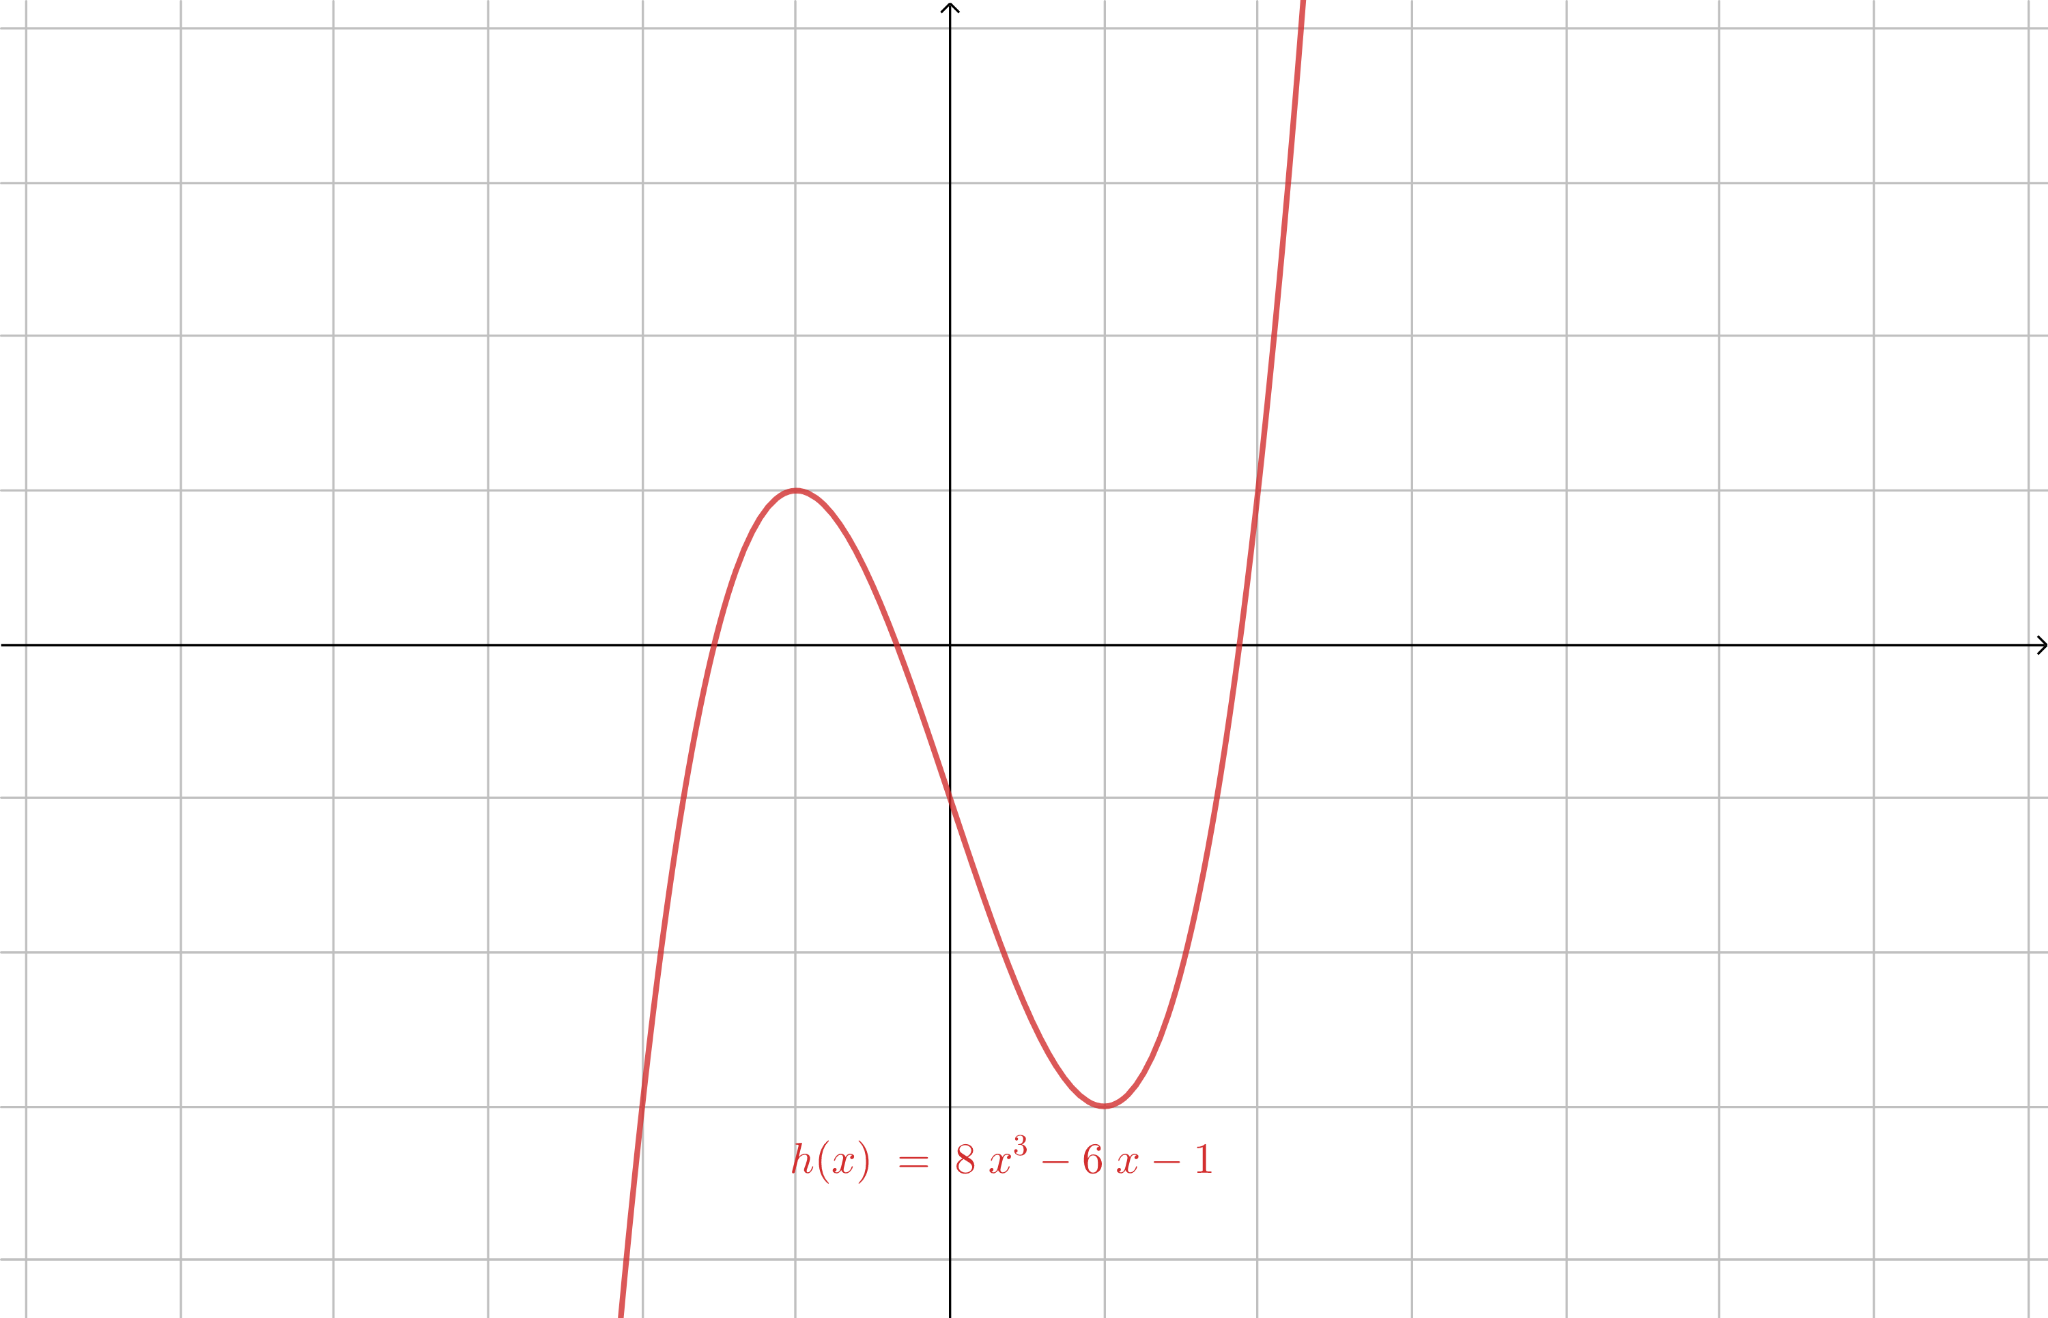 h(x) = 8 x³ − 6 x − 1